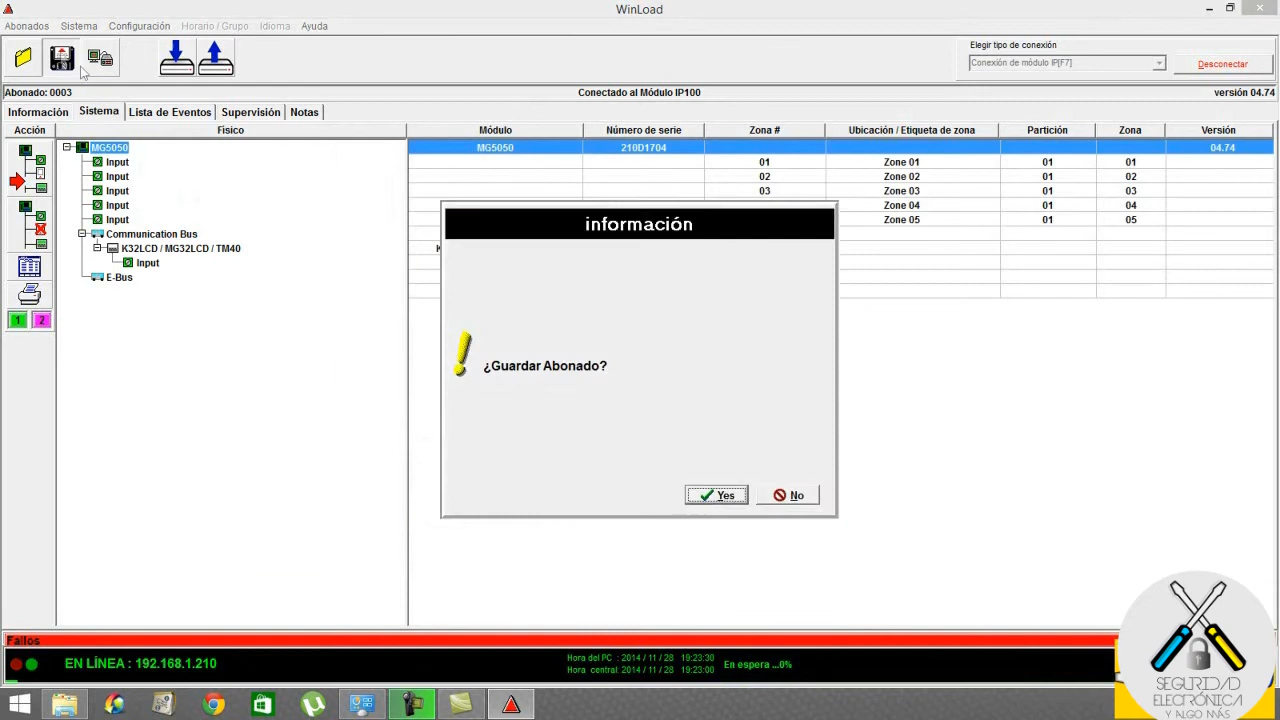 WinLoad
Abonados Sistema Configuración Horario / Grupo Idioma Ayuda
Elegir tipo de conexión
Conexión de módulo IP[F7]
Desconectar
Abonado: 0003 Conectado al Módulo IP100 versión 04.74
Información Sistema Lista de Eventos Supervisión Notas
Acción Físico Módulo Número de serie Zona # Ubicación / Etiqueta de zona Partición Zona Versión
MG5050 MG5050 210D1704 04.74
Input 01 Zone 01 01 01
Input 02 Zone 02 01 02
Input 03 Zone 03 01 03
Input Zone 04 01 04
Input Zone 05 01 05
Communication Bus
K32LCD / MG32LCD / TM40 K
Input
E-Bus
1 2
información
¿Guardar Abonado?
Yes No
Fallos
EN LÍNEA : 192.168.1.210
Hora del PC : 2014 / 11 / 28 19:23:30
Hora central 2014 / 11 / 28 19:23:00
En espera ...0%
SEGURIDAD
ELECTRÓNICA
Y ALGO MÁS